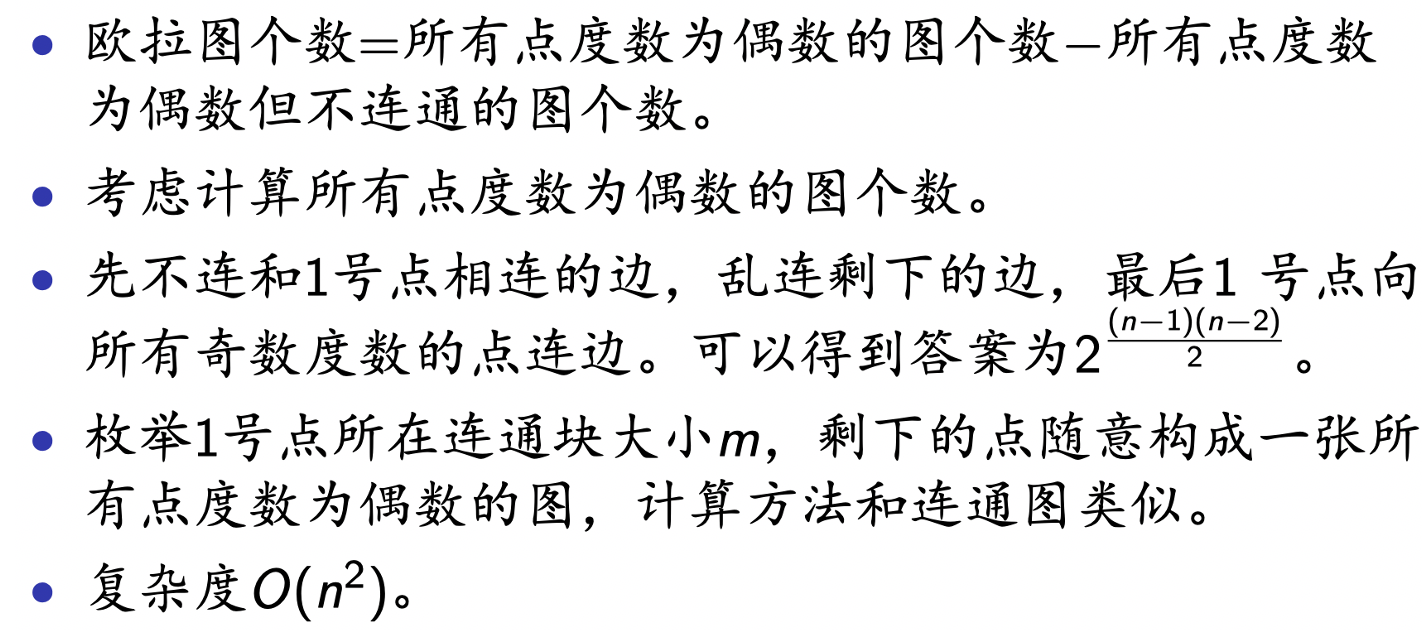 • 欧拉图个数=所有点度数为偶数的图个数−所有点度数
为偶数但不连通的图个数。
• 考虑计算所有点度数为偶数的图个数。
• 先不连和1号点相连的边，乱连剩下的边，最后1 号点向
所有奇数度数的点连边。可以得到答案为2^{\frac{(n−1)(n−2)}{2}}。
• 枚举1号点所在连通块大小m，剩下的点随意构成一张所
有点度数为偶数的图，计算方法和连通图类似。
• 复杂度O(n²)。